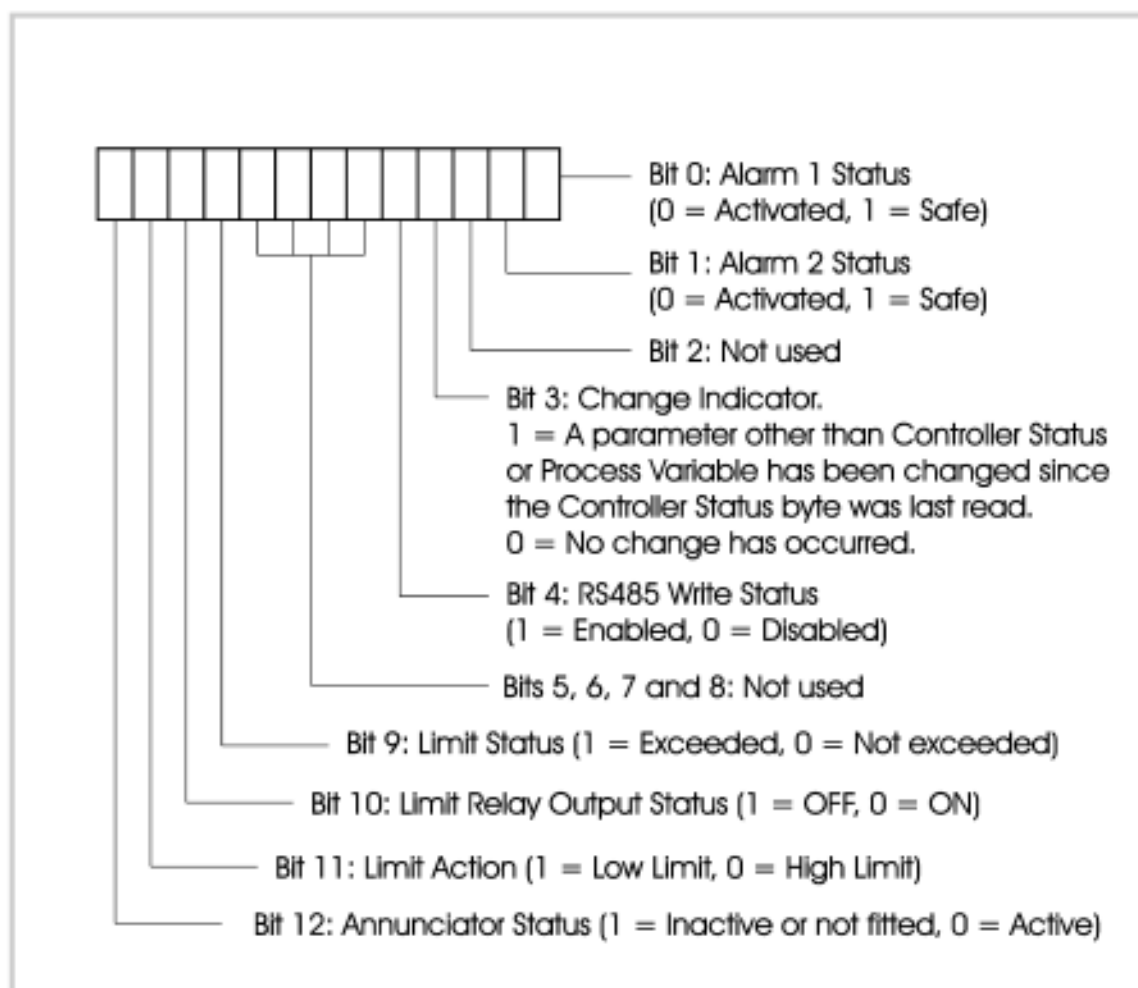 Bit 0: Alarm 1 Status
(0 = Activated, 1 = Safe)
Bit 1: Alarm 2 Status
(0 = Activated, 1 = Safe)
Bit 2: Not used
Bit 3: Change Indicator.
1 = A parameter other than Controller Status
or Process Variable has been changed since
the Controller Status byte was last read.
0 = No change has occurred.
Bit 4: RS485 Write Status
(1 = Enabled, 0 = Disabled)
Bits 5, 6, 7 and 8: Not used
Bit 9: Limit Status (1 = Exceeded, 0 = Not exceeded)
Bit 10: Limit Relay Output Status (1 = OFF, 0 = ON)
Bit 11: Limit Action (1 = Low Limit, 0 = High Limit)
Bit 12: Annunciator Status (1 = Inactive or not fitted, 0 = Active)